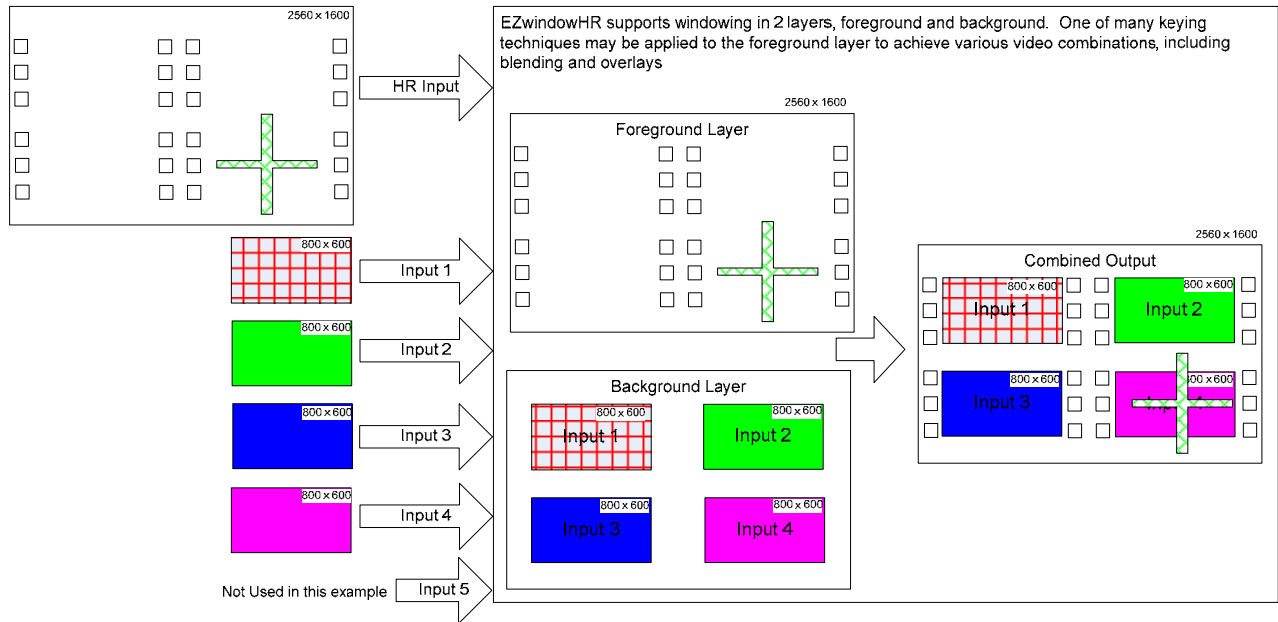 2560 x 1600
HR Input
800 x 600
Input 1
800 x 600
Input 2
800 x 600
Input 3
800 x 600
Input 4
Not Used in this example
Input 5
EZwindowHR supports windowing in 2 layers, foreground and background. One of many keying
techniques may be applied to the foreground layer to achieve various video combinations, including
blending and overlays
2560 x 1600
Foreground Layer
Background Layer
800 x 600
Input 1
800 x 600
Input 2
800 x 600
Input 3
800 x 600
Input 4
2560 x 1600
Combined Output
800 x 600
Input 1
800 x 600
Input 2
800 x 600
Input 3
x 600